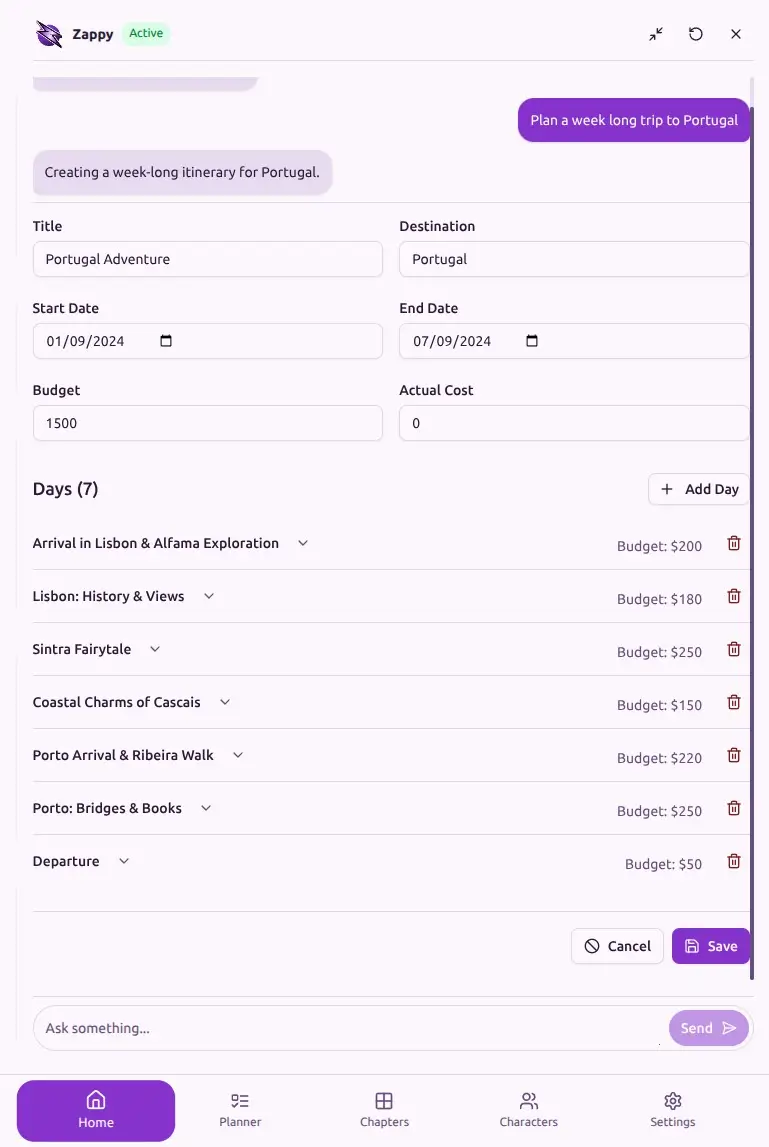 Zappy Active
Plan a week long trip to Portugal
Creating a week-long itinerary for Portugal.
Title Destination
Portugal Adventure Portugal
Start Date End Date
01/09/2024 07/09/2024
Budget Actual Cost
1500 0
Days (7) Add Day
Arrival in Lisbon & Alfama Exploration Budget: $200
Lisbon: History & Views Budget: $180
Sintra Fairytale Budget: $250
Coastal Charms of Cascais Budget: $150
Porto Arrival & Ribeira Walk Budget: $220
Porto: Bridges & Books Budget: $250
Departure Budget: $50
Cancel Save
Ask something... Send
Home Planner Chapters Characters Settings